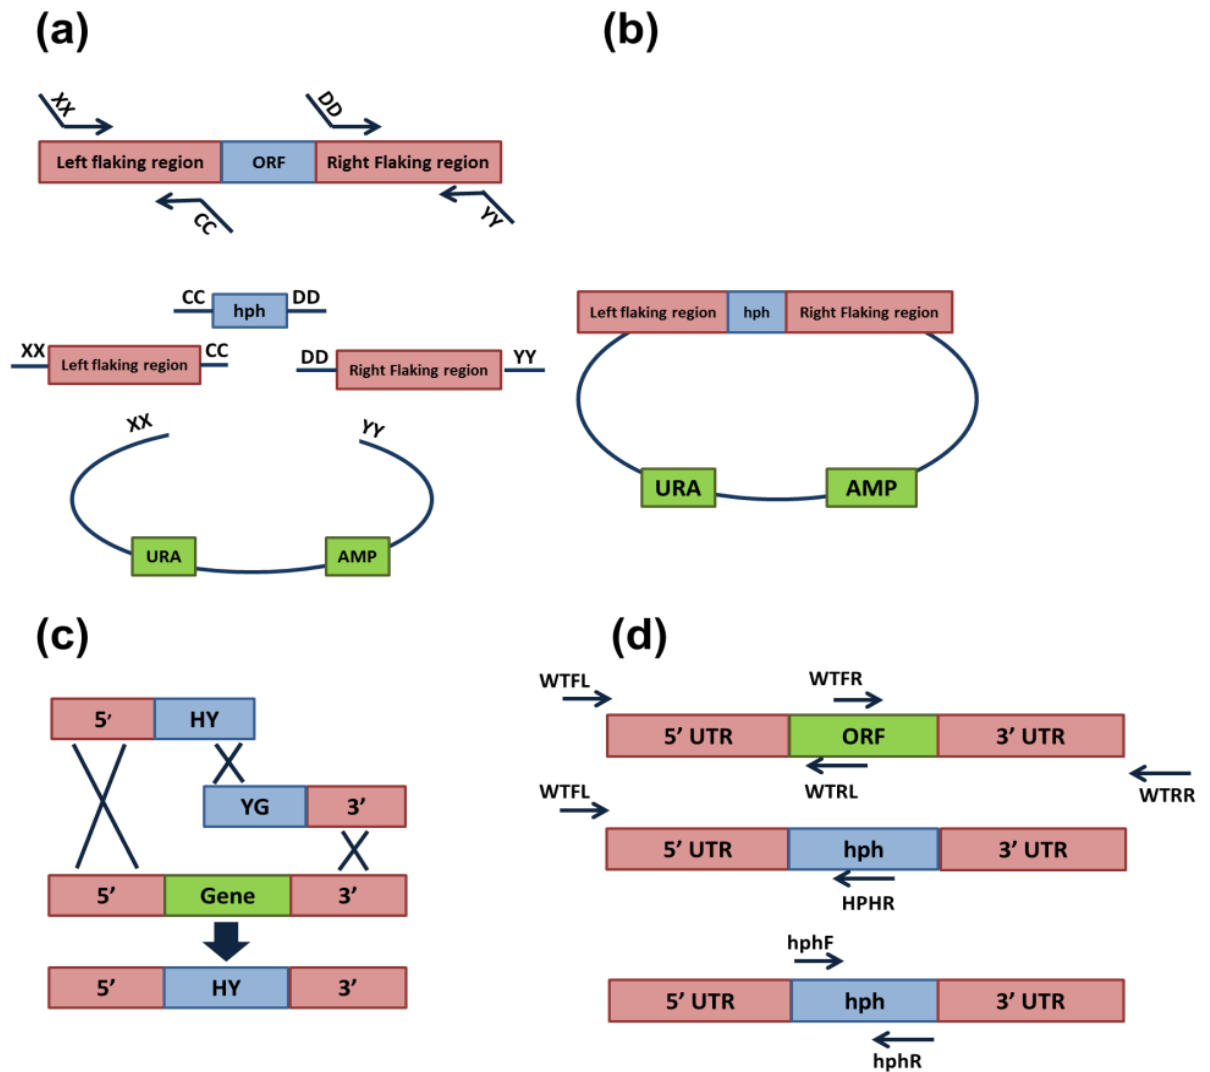 (a)
(b)
XX
DD
Left flaking region
ORF
Right Flaking region
CC
YY
CC
hph
DD
XX
Left flaking region
CC
DD
Right Flaking region
YY
XX
YY
URA
AMP
Left flaking region
hph
Right Flaking region
URA
AMP
(c)
5'
HY
YG
3'
5'
Gene
3'
5'
HY
3'
(d)
WTFL
WTFR
5' UTR
ORF
3' UTR
WTRL
WTRR
WTFL
5' UTR
hph
3' UTR
HPHR
hphF
5' UTR
hph
3' UTR
hphR